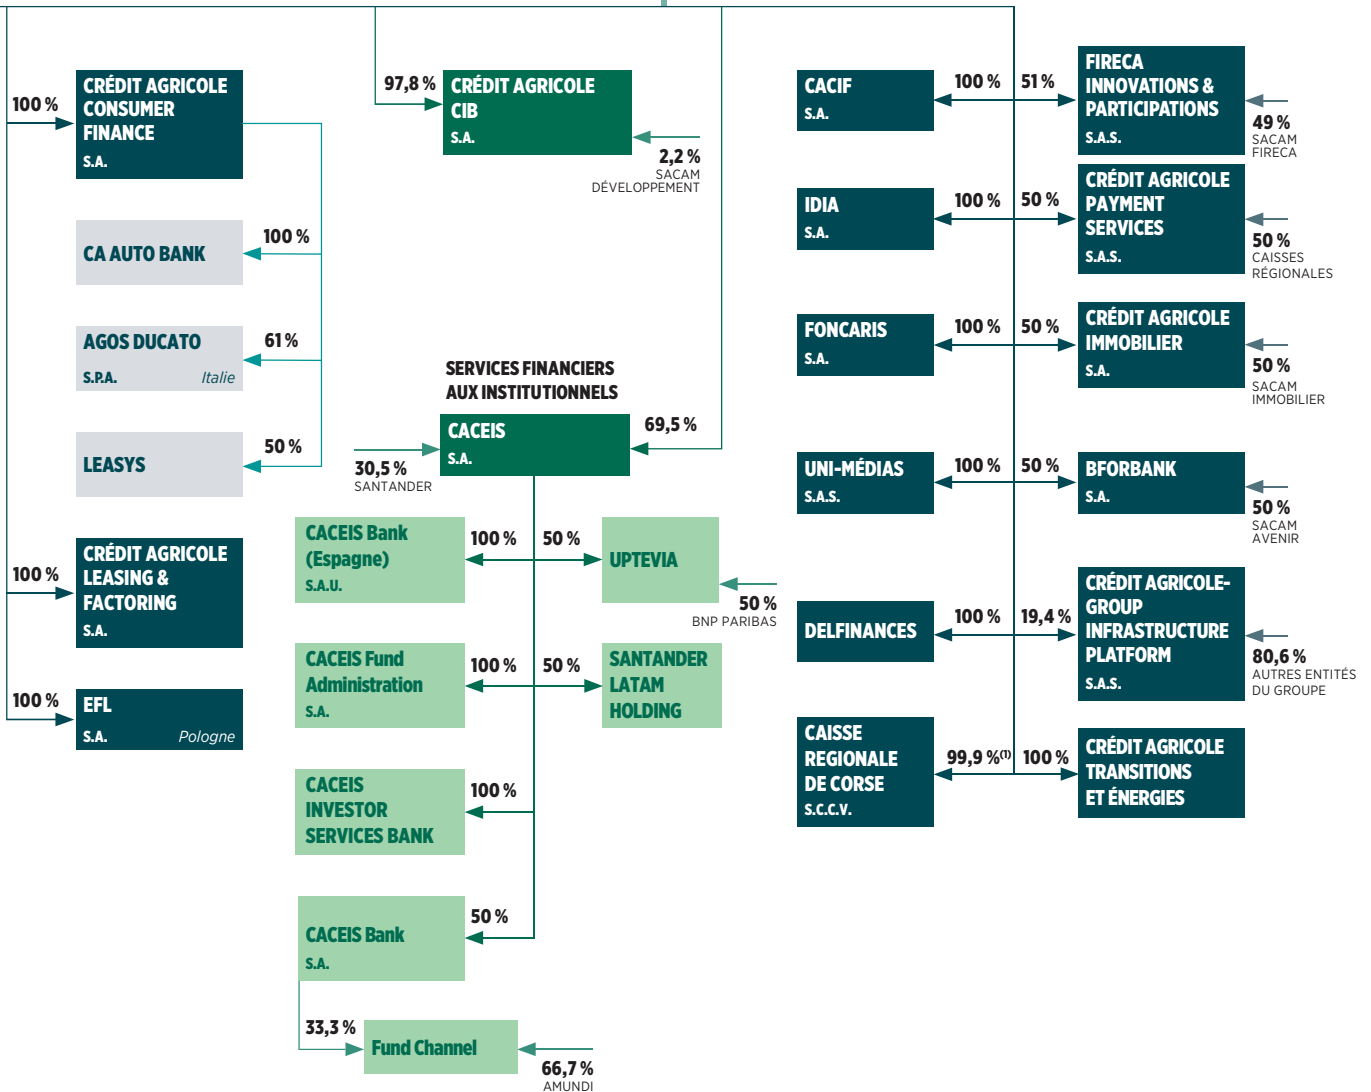 100 %
CRÉDIT AGRICOLE
CONSUMER
FINANCE
S.A.
100 %
CA AUTO BANK
61 %
AGOS DUCATO
S.P.A.
Italie
50 %
LEASYS
100 %
CRÉDIT AGRICOLE
LEASING &
FACTORING
S.A.
100 %
EFL
S.A.
Pologne
97,8 %
CRÉDIT AGRICOLE
CIB
S.A.
2,2 %
SACAM
DÉVELOPPEMENT
SERVICES FINANCIERS
AUX INSTITUTIONNELS
CACEIS
S.A.
69,5 %
30,5 %
SANTANDER
CACEIS Bank
(Espagne)
S.A.U.
100 %
50 %
UPTEVIA
50 %
BNP PARIBAS
CACEIS Fund
Administration
S.A.
100 %
50 %
SANTANDER
LATAM
HOLDING
CACEIS
INVESTOR
SERVICES BANK
100 %
CACEIS Bank
S.A.
50 %
33,3 %
Fund Channel
66,7 %
AMUNDI
CACIF
S.A.
100 %
51 %
FIRECA
INNOVATIONS &
PARTICIPATIONS
S.A.S.
49 %
SACAM
FIRECA
IDIA
S.A.
100 %
50 %
CRÉDIT AGRICOLE
PAYMENT
SERVICES
S.A.S.
50 %
CAISSES
RÉGIONALES
FONCARIS
S.A.
100 %
50 %
CRÉDIT AGRICOLE
IMMOBILIER
S.A.
50 %
SACAM
IMMOBILIER
UNI-MÉDIAS
S.A.S.
100 %
50 %
BFORBANK
S.A.
50 %
SACAM
AVENIR
DELFINANCES
100 %
19,4 %
CRÉDIT AGRICOLE-
GROUP
INFRASTRUCTURE
PLATFORM
S.A.S.
80,6 %
AUTRES ENTITÉS
DU GROUPE
CAISSE
REGIONALE
DE CORSE
S.C.C.V.
99,9 %(1)
100 %
CRÉDIT AGRICOLE
TRANSITIONS
ET ÉNERGIES